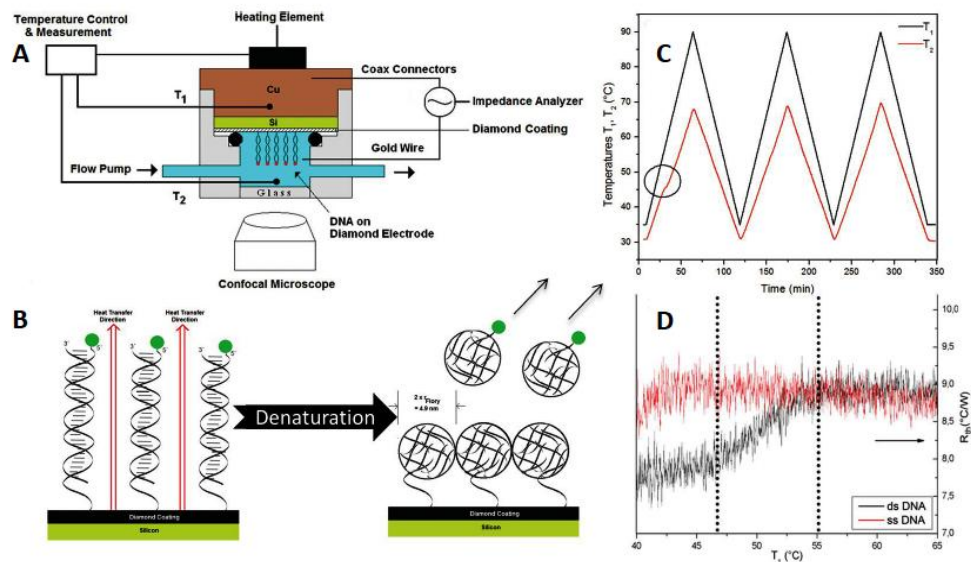 A
Temperature Control
& Measurement
Heating Element
Coax Connectors
Cu
T1
Si
Impedance Analyzer
Diamond Coating
Gold Wire
Flow Pump
T2
Glass
DNA on
Diamond Electrode
Confocal Microscope
B
Heat Transfer
Direction
Heat Transfer
Direction
3´
5´
3´
5´
3´
5´
Diamond Coating
Silicon
Denaturation
2 x rFlory
= 4.9 nm
Diamond Coating
Silicon
C
T1
T2
Temperatures T1, T2 (°C)
90
80
70
60
50
40
30
0
50
100
150
200
250
300
350
Time (min)
D
9,5
9,0
8,5
8,0
7,5
7,0
Rth (°C/W)
ds DNA
ss DNA
40
45
50
55
60
65
(°C)